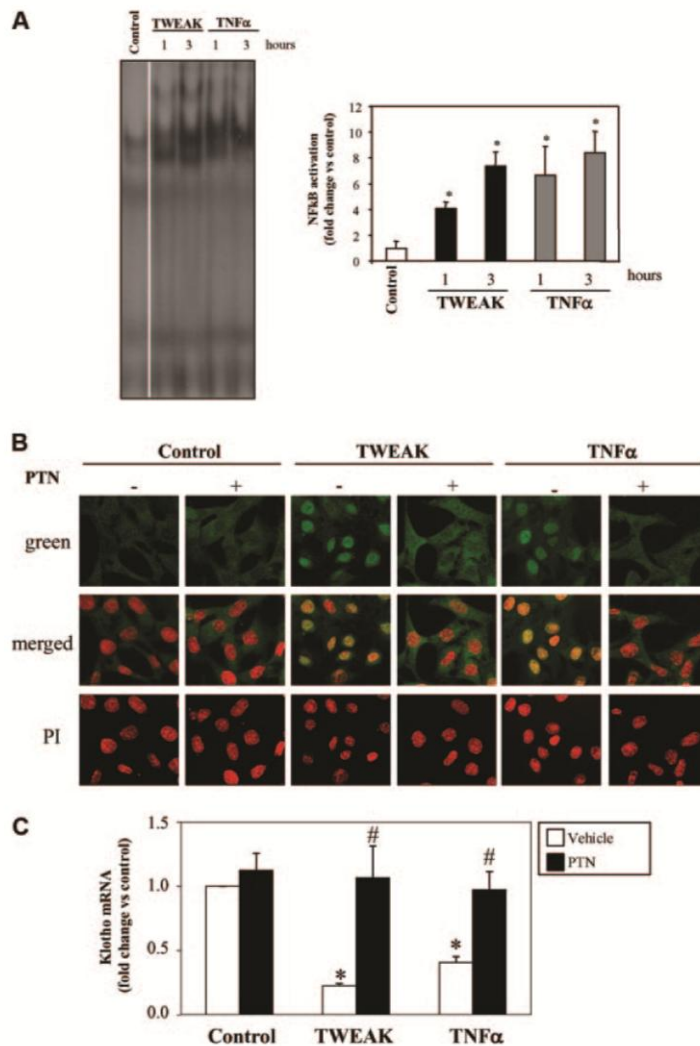 A
Control
TWEAK
TNFα
1 3 1 3 hours
NFkB activation
(fold change vs control)
12
10
8
6
4
2
0
*
*
*
*
Control
1 3 1 3 hours
TWEAK TNFα
B
Control TWEAK TNFα
PTN - + - + - +
green
merged
PI
C
Klotho mRNA
((fold change vs control)
1.5
1.0
0.5
0.0
*
#
*
#
Vehicle
PTN
Control TWEAK TNFα